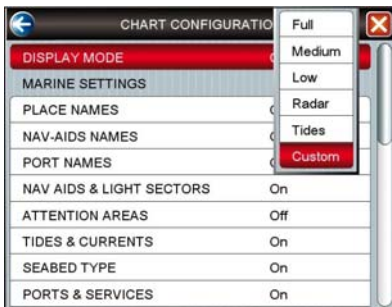 CHART CONFIGURATIO
Full
Medium
Low
Radar
Tides
Custom
DISPLAY MODE
MARINE SETTINGS
PLACE NAMES
NAV-AIDS NAMES
PORT NAMES
NAV AIDS & LIGHT SECTORS On
ATTENTION AREAS Off
TIDES & CURRENTS On
SEABED TYPE On
PORTS & SERVICES On